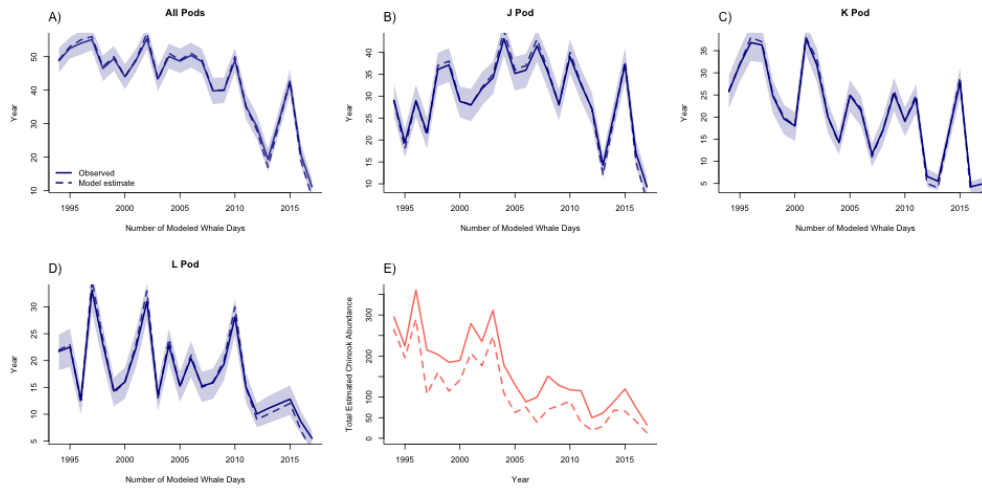 A) All Pods
Year
50
40
30
20
10
Observed
Model estimate
1995 2000 2005 2010 2015
Number of Modeled Whale Days
B) J Pod
Year
40
35
30
25
20
15
10
1995 2000 2005 2010 2015
Number of Modeled Whale Days
C) K Pod
Year
35
30
25
20
15
10
5
1995 2000 2005 2010 2015
Number of Modeled Whale Days
D) L Pod
Year
30
25
20
15
10
5
1995 2000 2005 2010 2015
Number of Modeled Whale Days
E)
Total Estimated Chinook Abundance
300
200
150
100
50
0
1995 2000 2005 2010 2015
Year